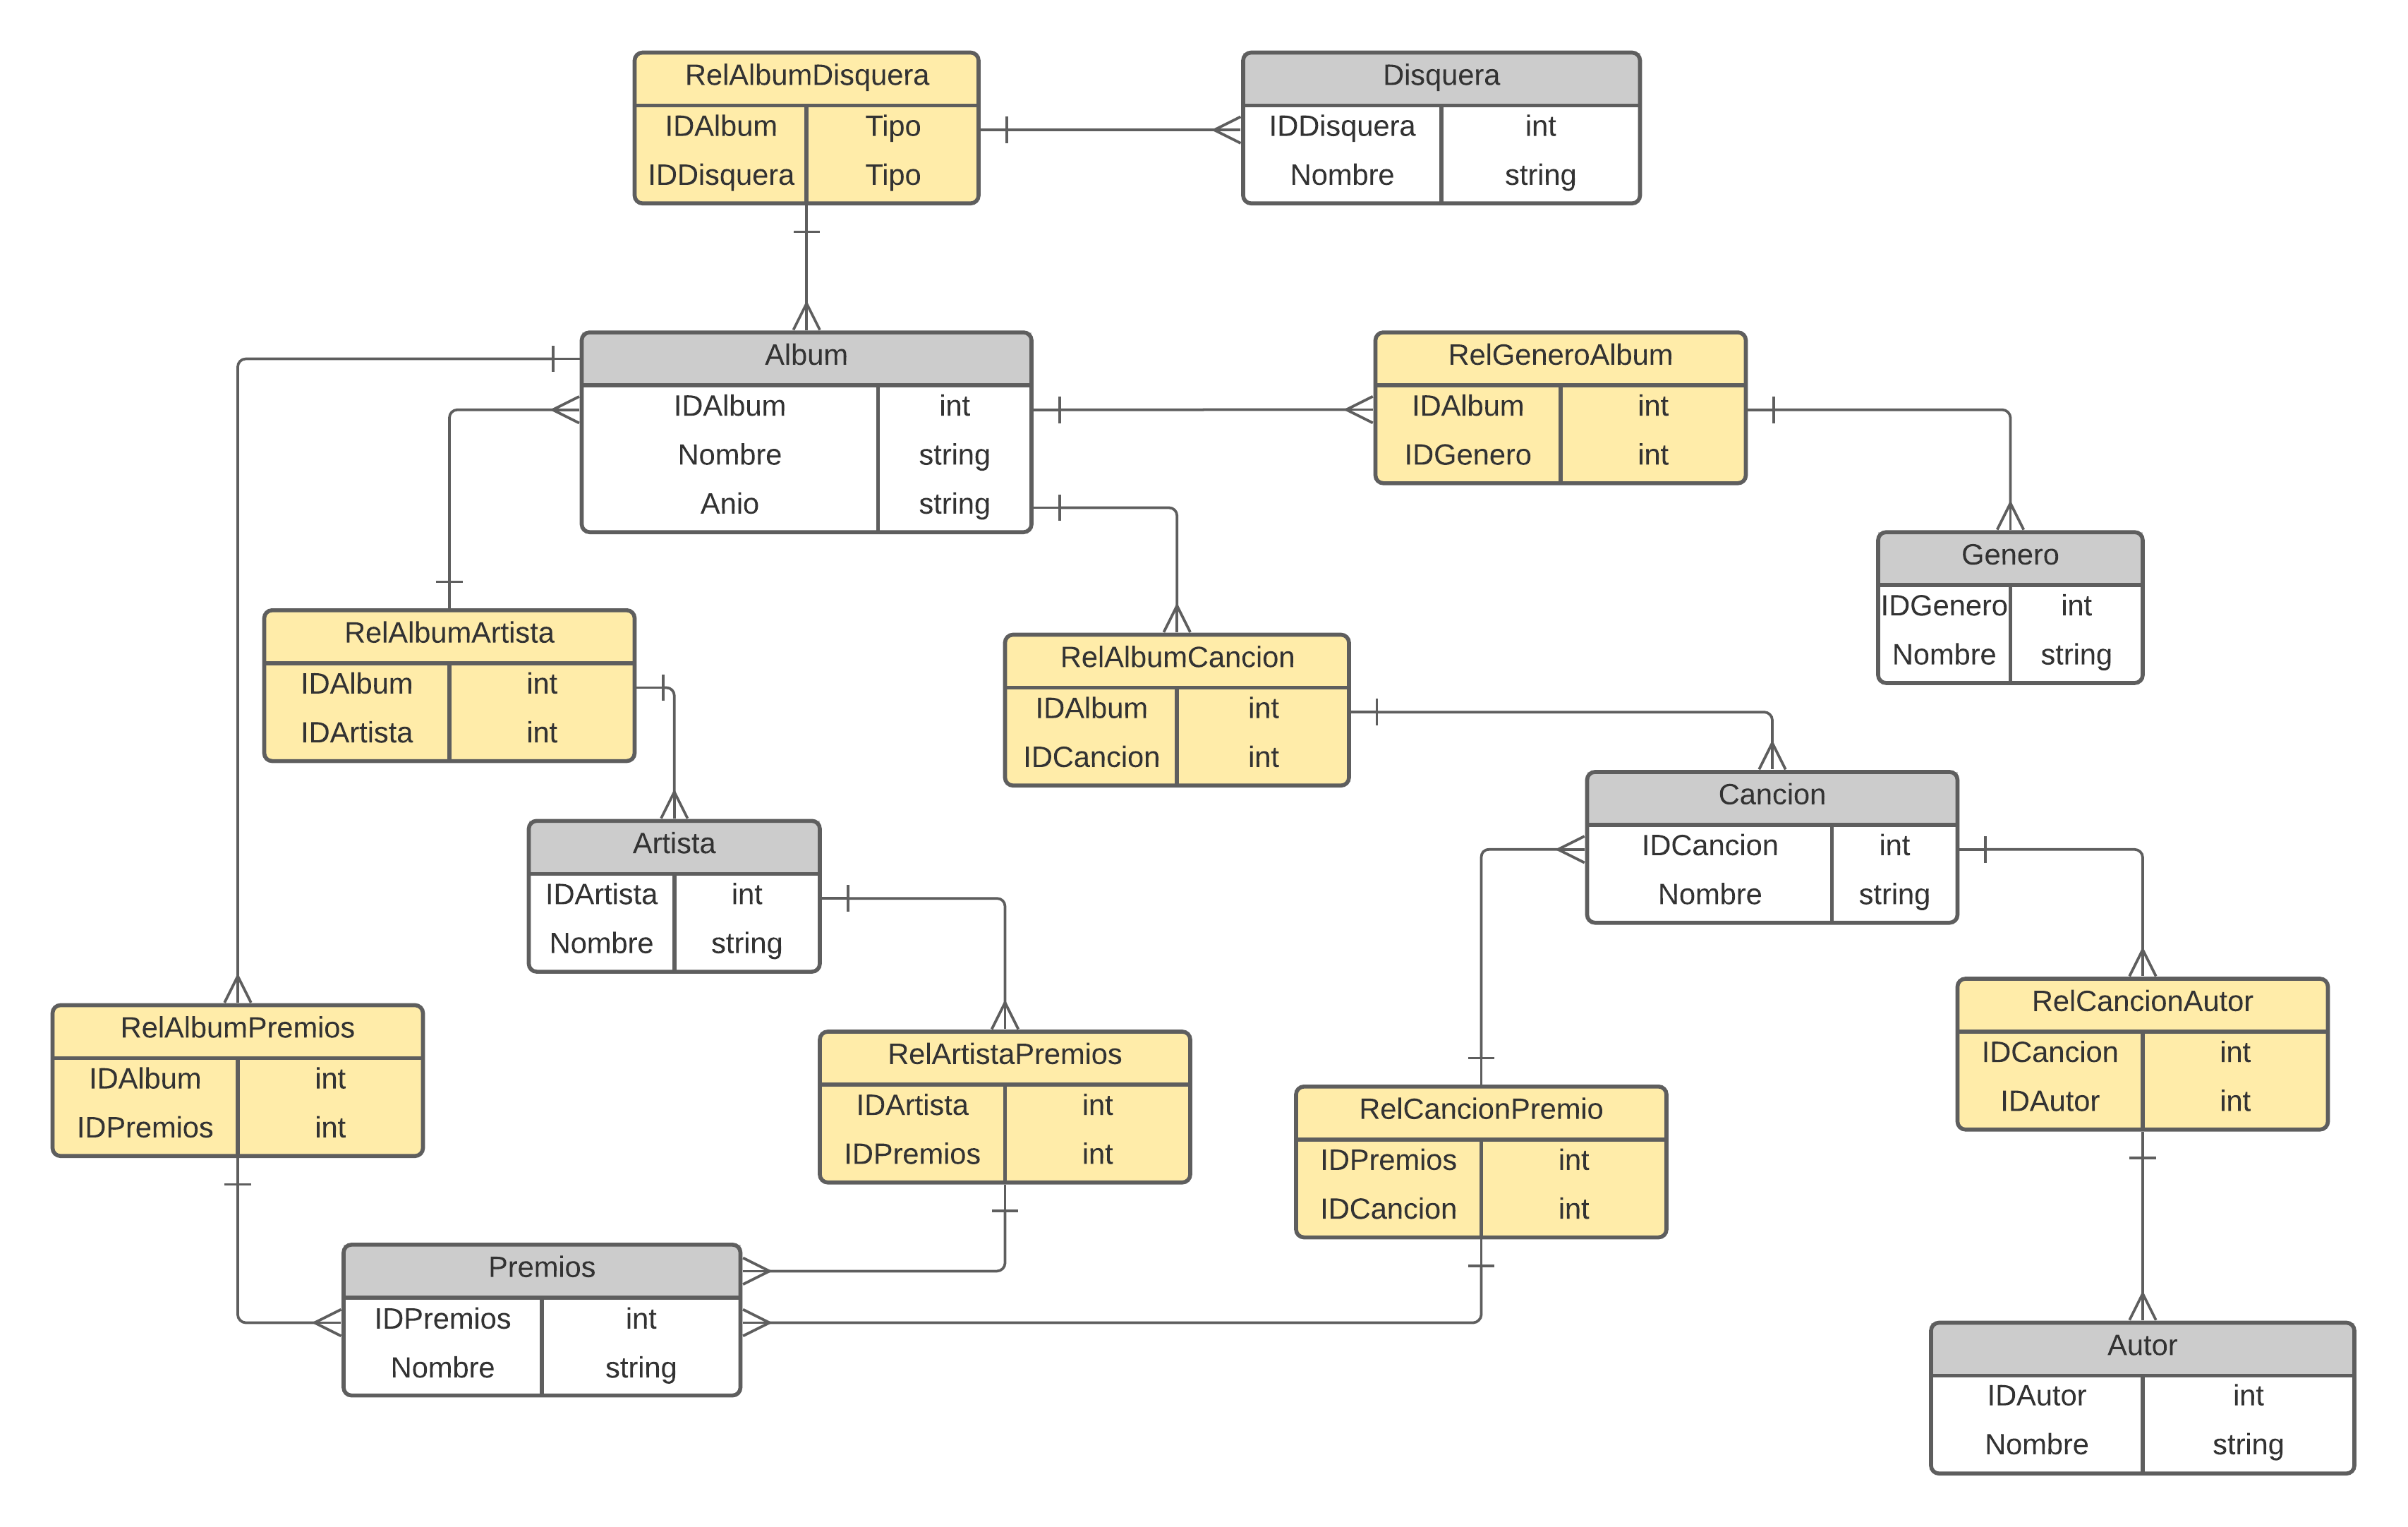 RelAlbumDisquera
IDAlbum Tipo
IDDisquera Tipo
Disquera
IDDisquera int
Nombre string
Album
IDAlbum int
Nombre string
Anio string
RelGeneroAlbum
IDAlbum int
IDGenero int
Genero
IDGenero int
Nombre string
RelAlbumArtista
IDAlbum int
IDArtista int
RelAlbumCancion
IDAlbum int
IDCancion int
Cancion
IDCancion int
Nombre string
Artista
IDArtista int
Nombre string
RelAlbumPremios
IDAlbum int
IDPremios int
RelArtistaPremios
IDArtista int
IDPremios int
RelCancionPremio
IDPremios int
IDCancion int
RelCancionAutor
IDCancion int
IDAutor int
Premios
IDPremios int
Nombre string
Autor
IDAutor int
Nombre string